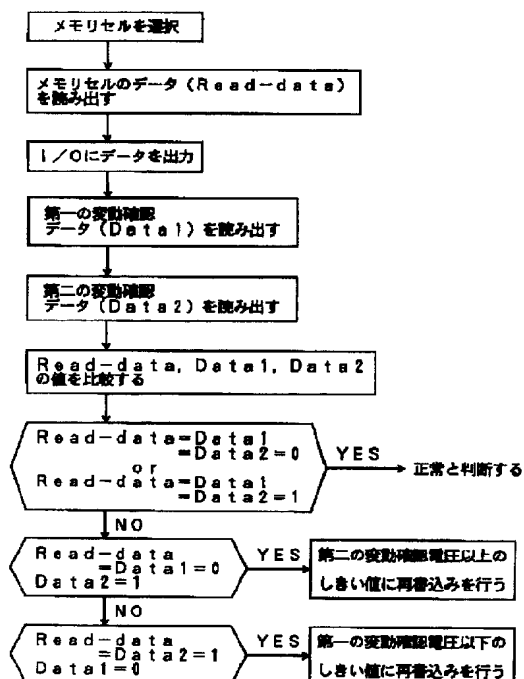 メモリセルを選択
メモリセルのデータ(Read-data)
を読み出す
I/Oにデータを出力
第一の変動確認
データ(Data1)を読み出す
第二の変動確認
データ(Data2)を読み出す
Read-data, Data1, Data2
の値を比較する
Read-data=Data1
=Data2=0
or
Read-data=Data1
=Data2=1
YES
正常と判断する
NO
Read-data
=Data1=0
Data2=1
YES
第二の変動確認電圧以上の
しきい値に再書込みを行う
NO
Read-data
=Data2=1
Data1=0
YES
第一の変動確認電圧以下の
しきい値に再書込みを行う